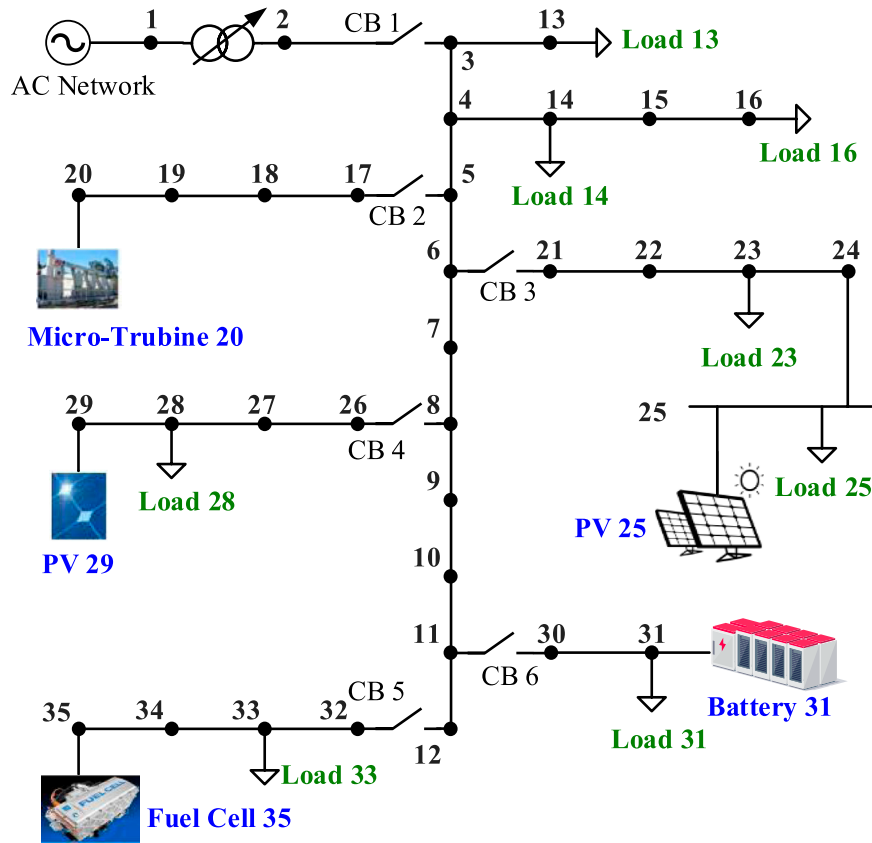 1
2
CB 1
3
13
Load 13
AC Network
4
14
15
16
Load 16
Load 14
20
19
18
17
CB 2
5
6
CB 3
21
22
23
24
Micro-Trubine 20
7
Load 23
29
28
27
26
CB 4
8
25
Load 28
Load 25
9
PV 29
PV 25
10
11
CB 6
30
31
Battery 31
Load 31
35
34
33
32
CB 5
12
Load 33
FUEL CELL
Fuel Cell 35